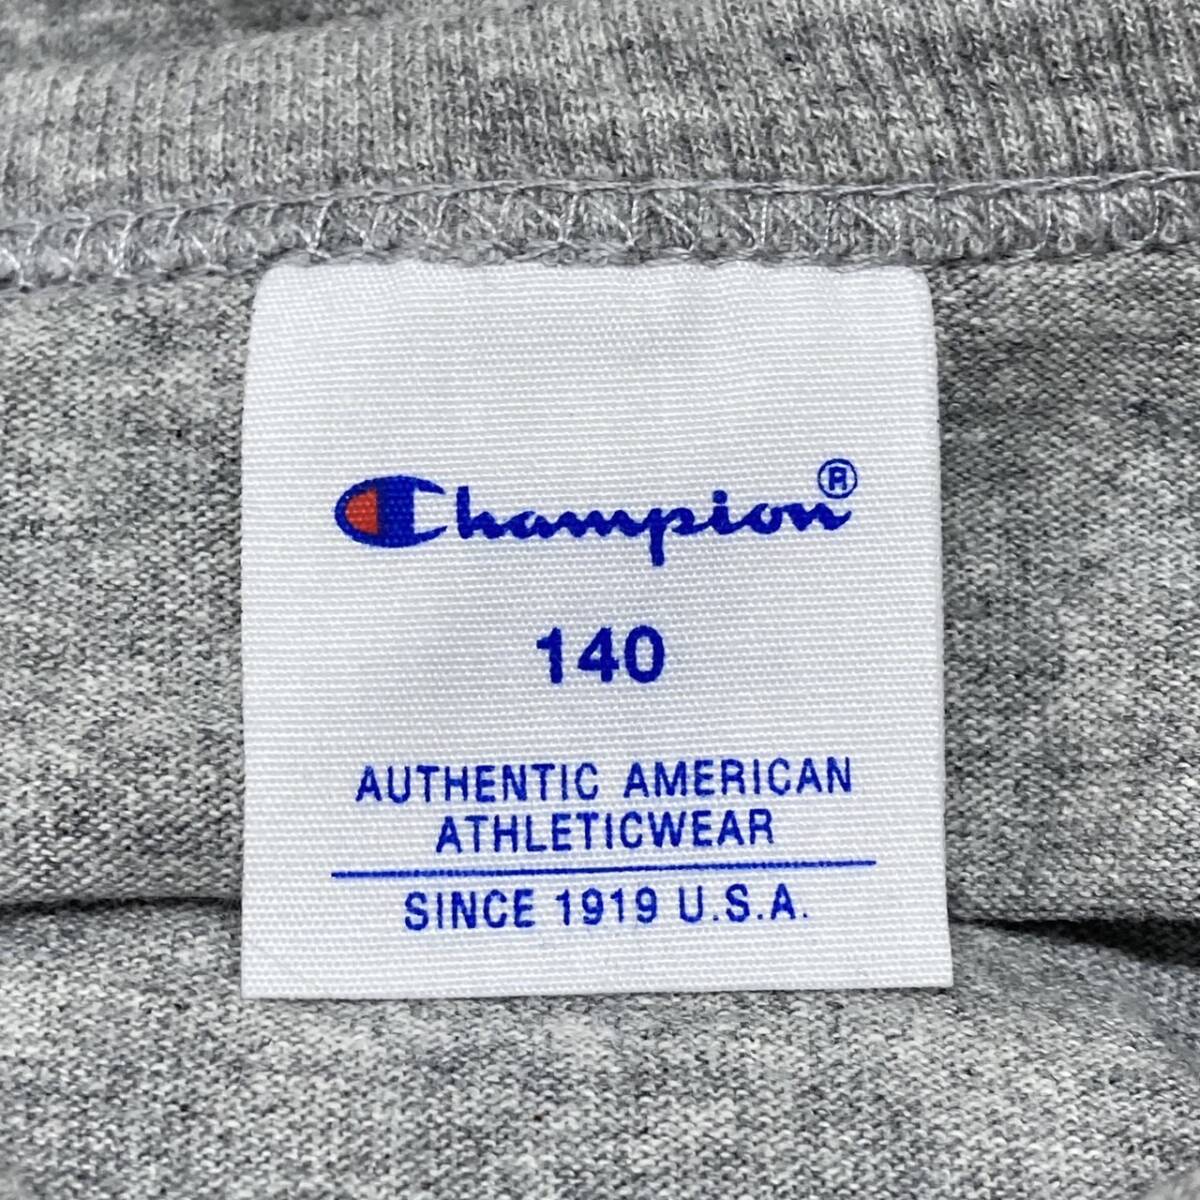 Champion®
140
AUTHENTIC AMERICAN
ATHLETICWEAR
SINCE 1919 U.S.A.